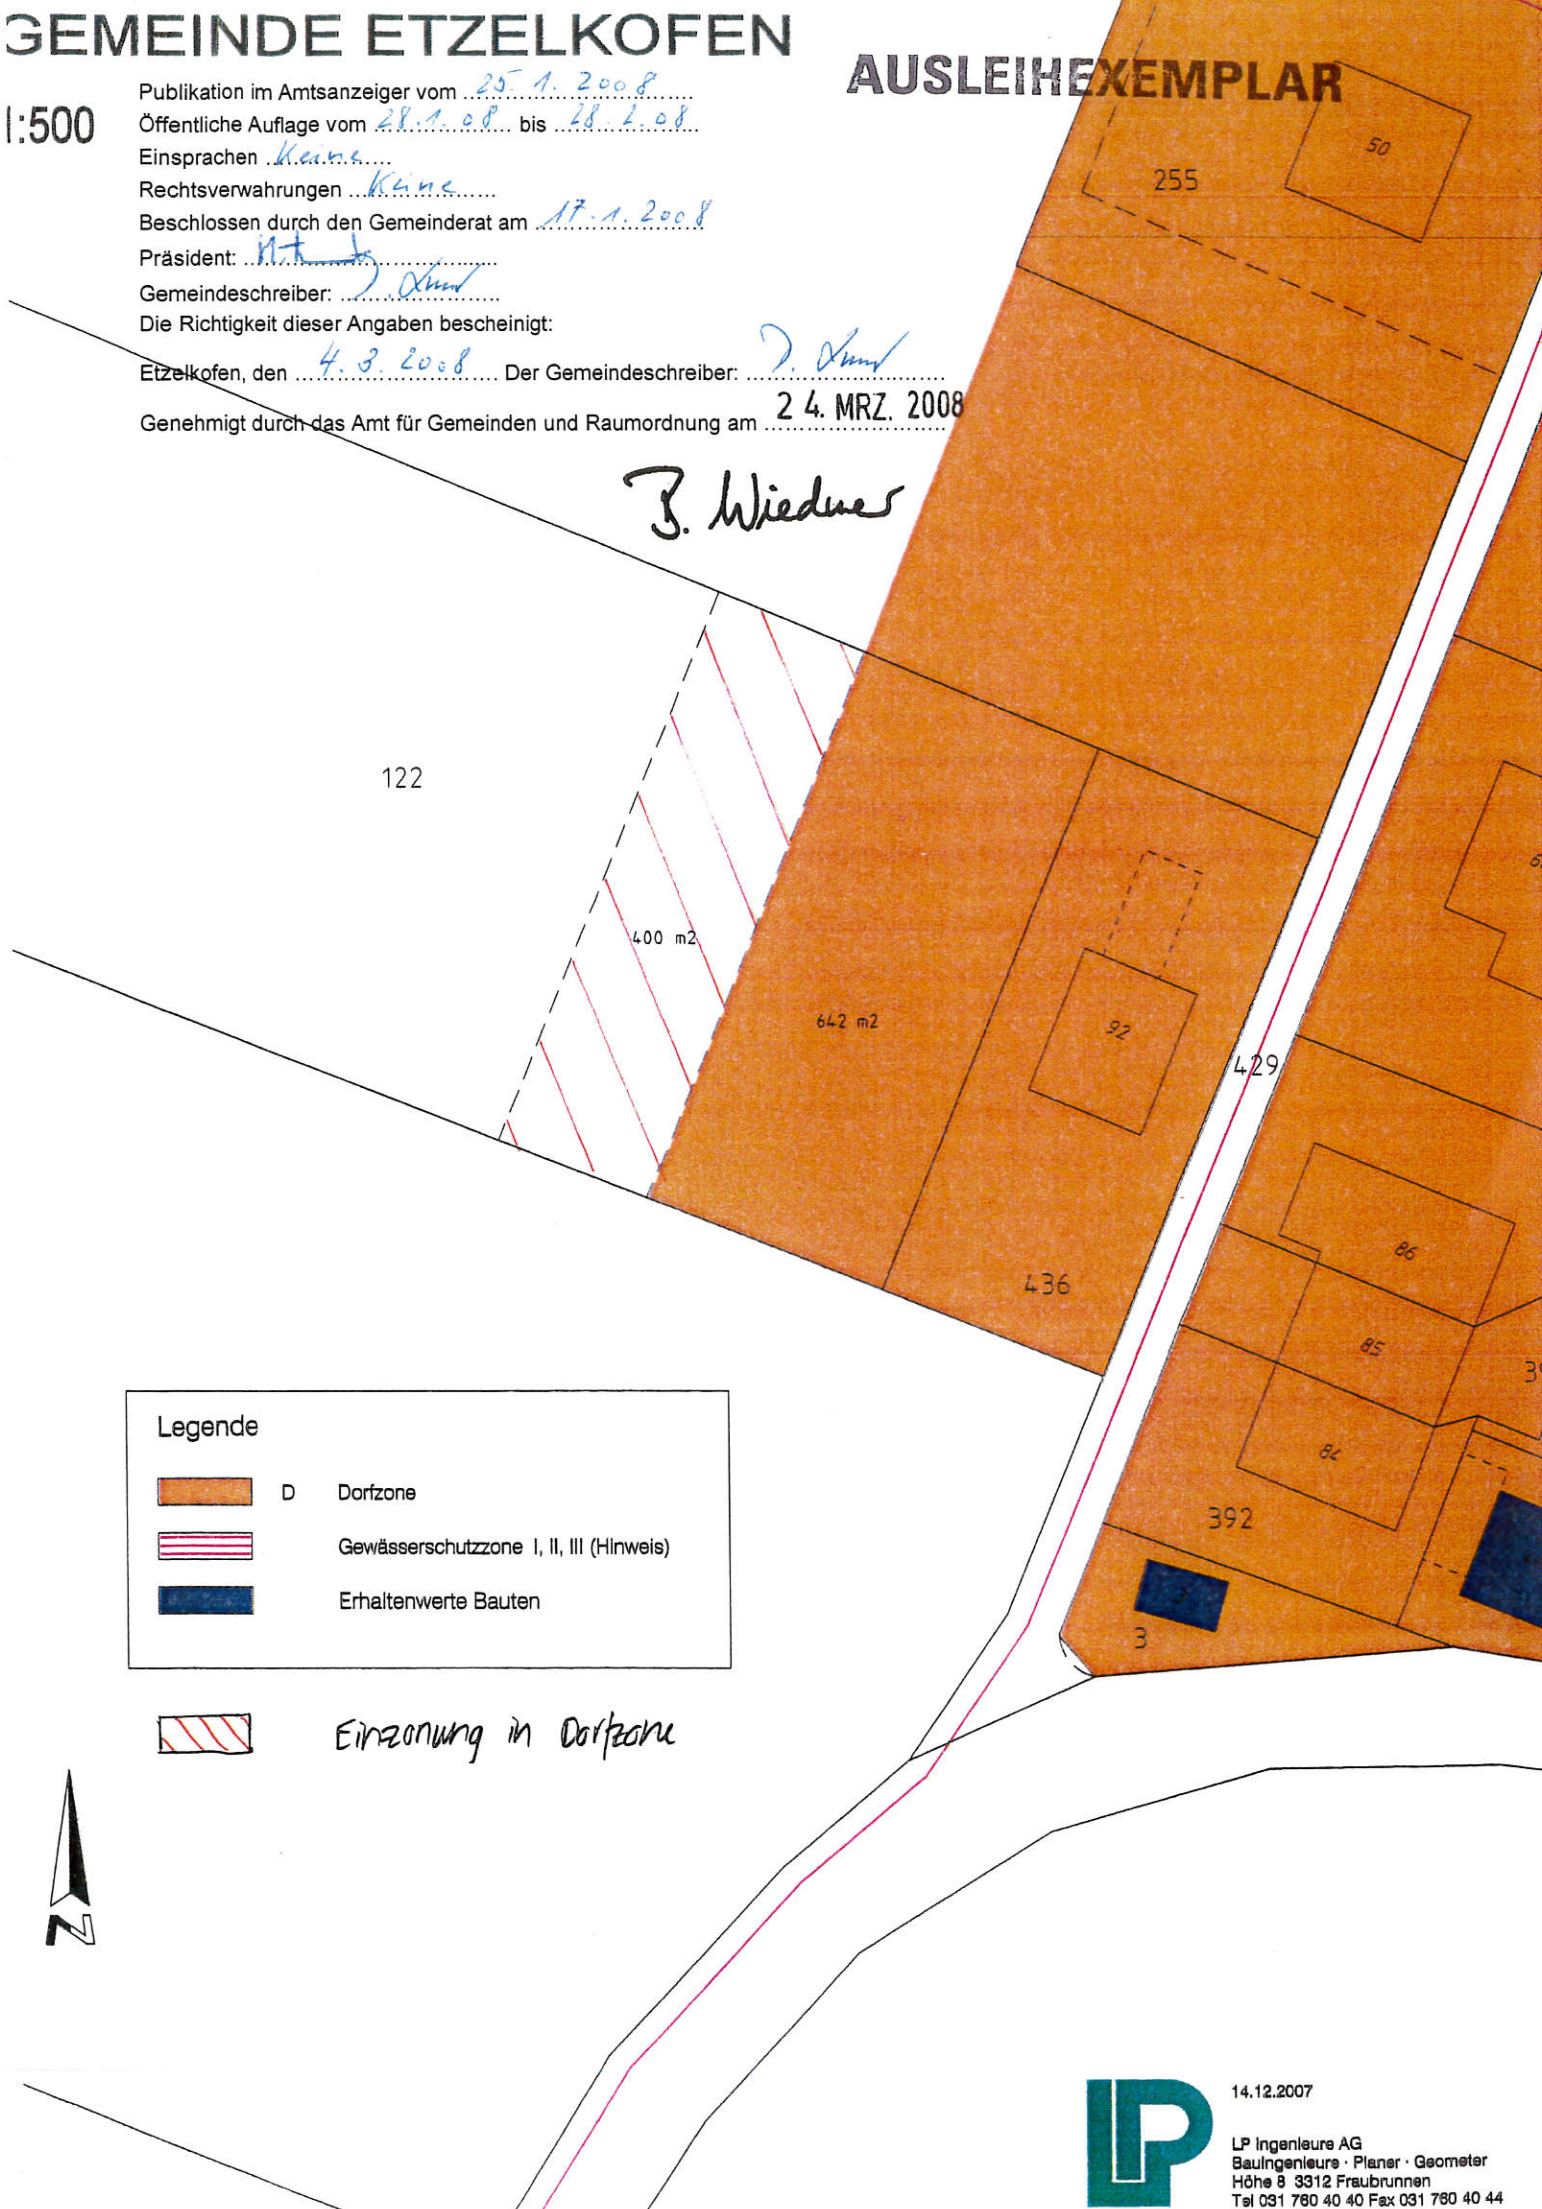 GEMEINDE ETZELKOFEN
AUSLEIHEXEMPLAR
1:500
Publikation im Amtsanzeiger vom 25. 1. 2008
Öffentliche Auflage vom 28.1.08 bis 28.2.08
Einsprachen Keine
Rechtsverwahrungen Keine
Beschlossen durch den Gemeinderat am 17.1.2008
Präsident:
Gemeindeschreiber:
Die Richtigkeit dieser Angaben bescheinigt:
Etzelkofen, den 4. 3. 2008 Der Gemeindeschreiber:
Genehmigt durch das Amt für Gemeinden und Raumordnung am 24. MRZ. 2008
B. Wiedmer
50
255
122
400 m2
642 m2
92
429
436
86
85
84
392
3
Legende
D Dorfzone
Gewässerschutzzone I, II, III (Hinweis)
Erhaltenwerte Bauten
Einzonung in Dorfzone
N
LP
14.12.2007
LP Ingenieure AG
Bauingenieure · Planer · Geometer
Höhe 8 3312 Fraubrunnen
Tel 031 760 40 40 Fax 031 760 40 44